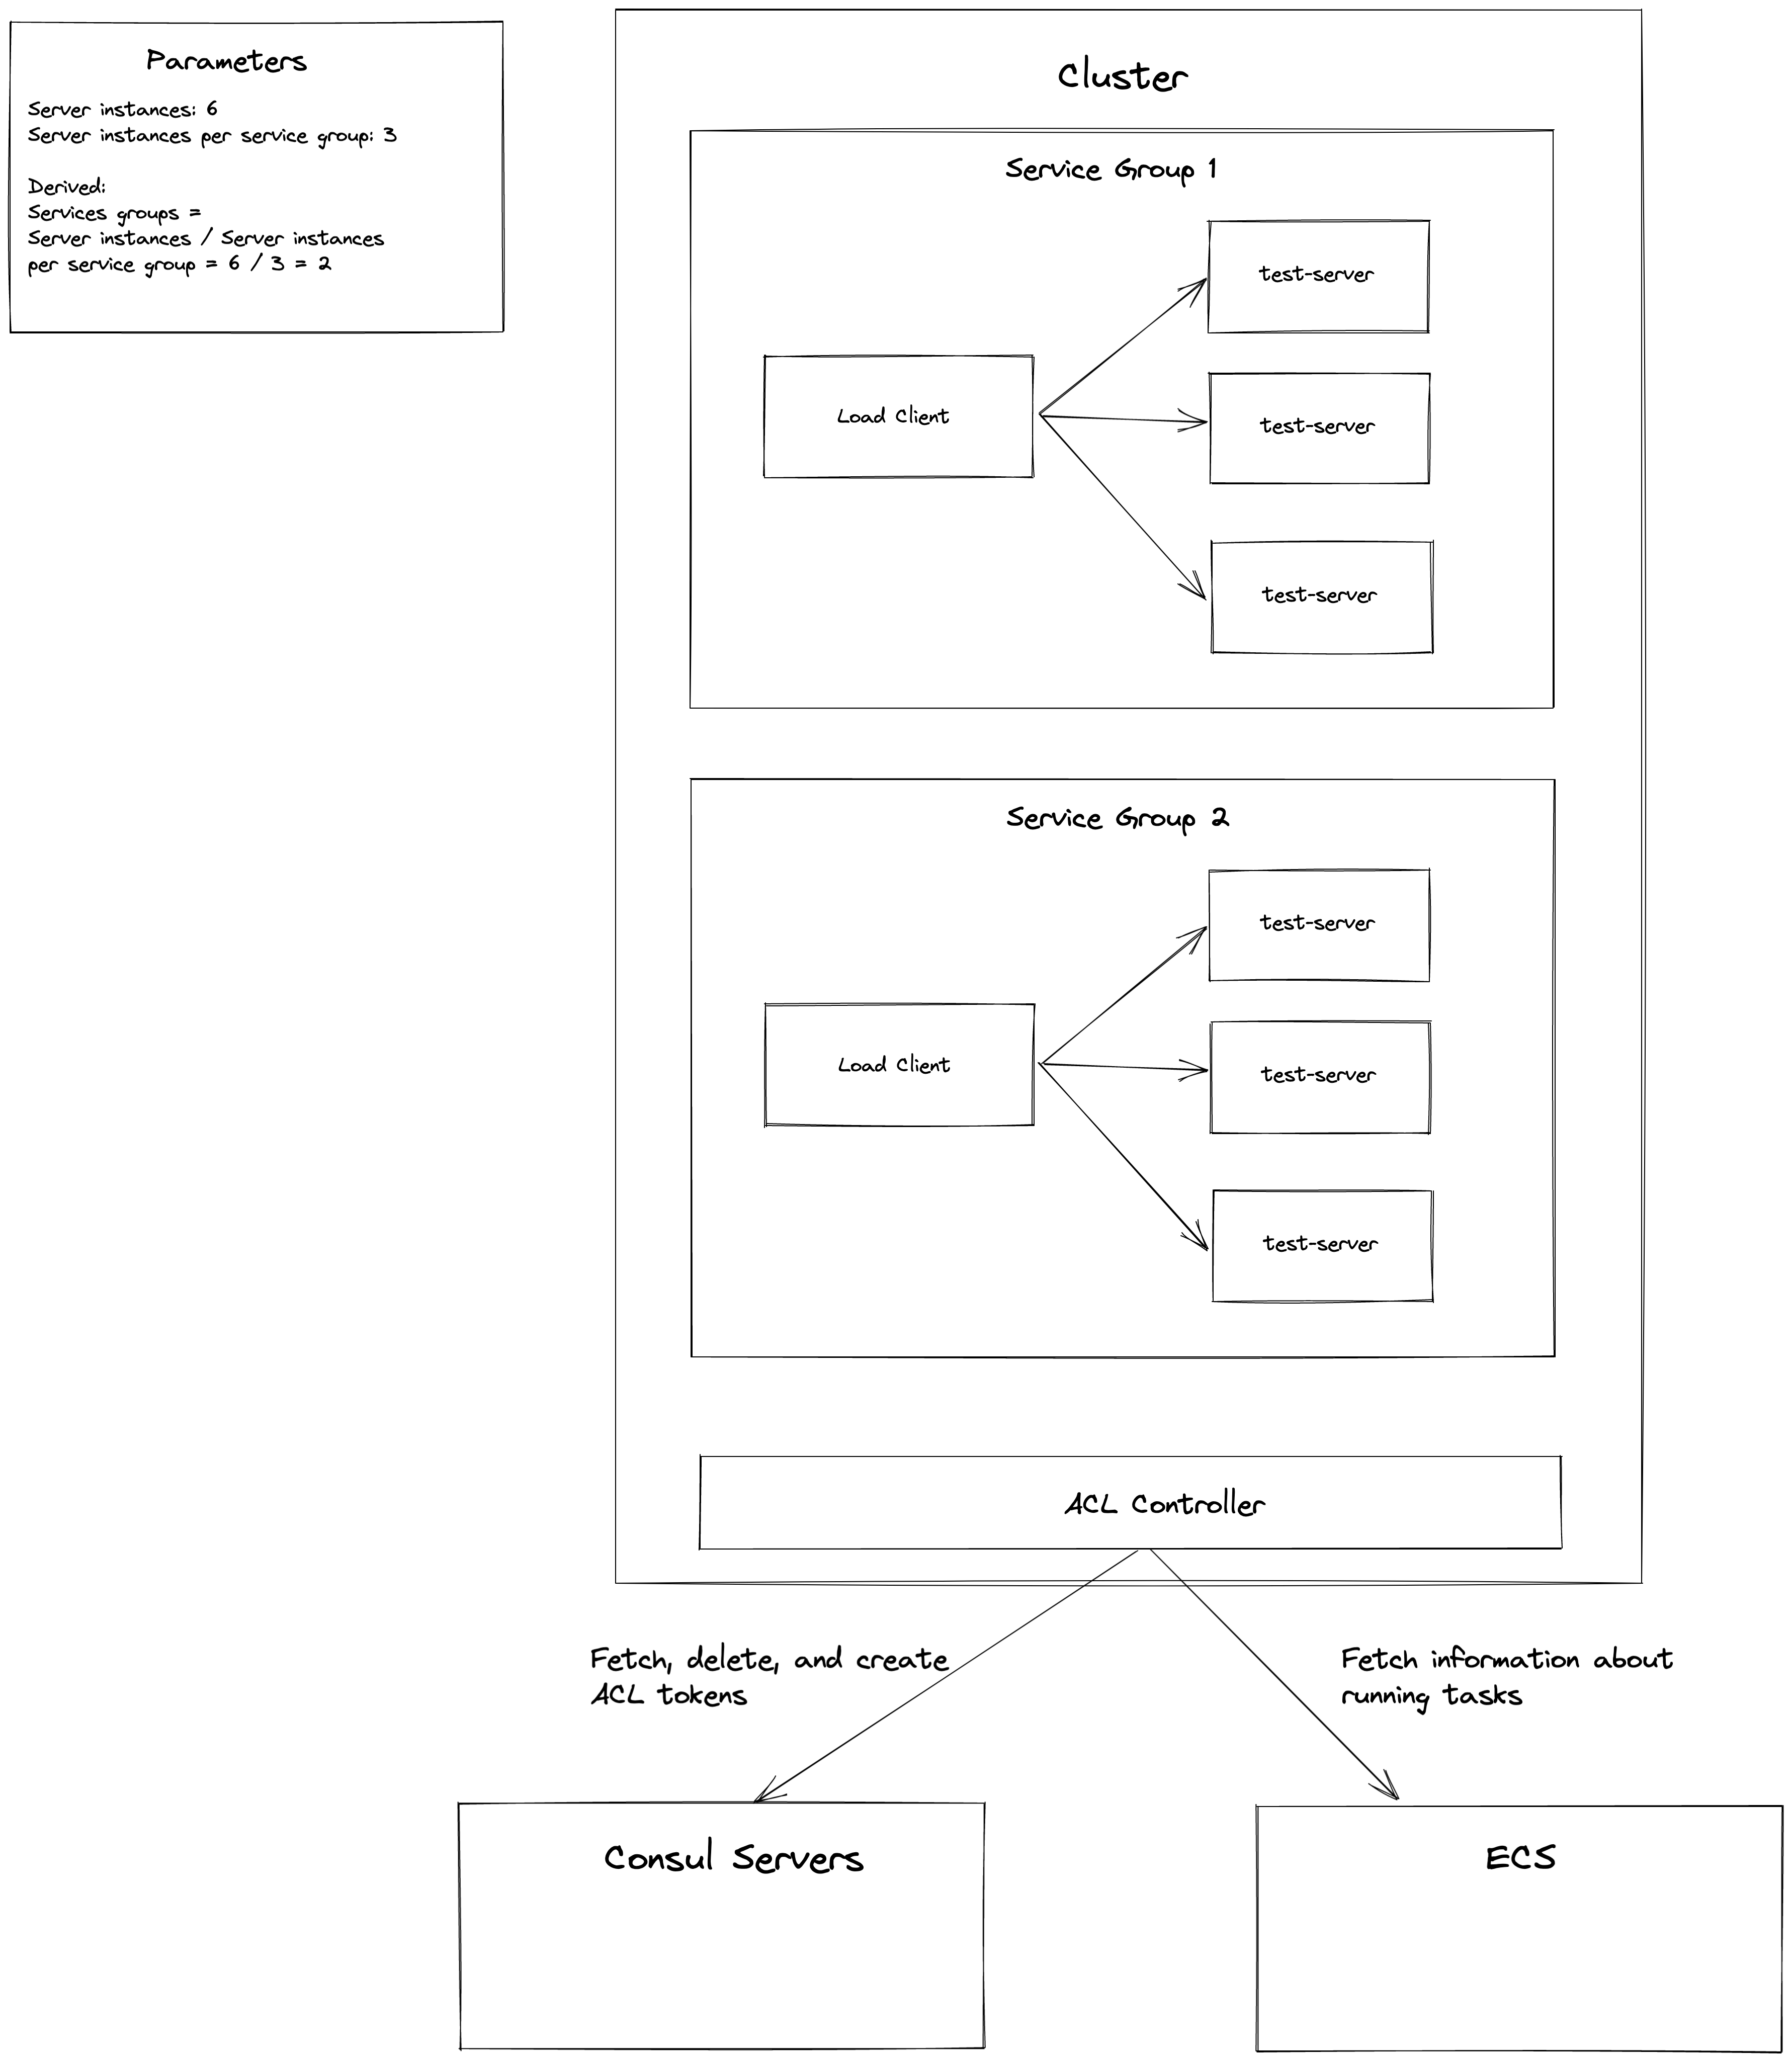 Parameters
Server instances: 6
Server instances per service group: 3
Derived:
Services groups =
Server instances / Server instances
per service group = 6 / 3 = 2
Cluster
Service Group 1
test-server
Load Client
test-server
test-server
Service Group 2
test-server
Load Client
test-server
test-server
ACL Controller
Fetch, delete, and create
ACL tokens
Fetch information about
running tasks
Consul Servers
ECS